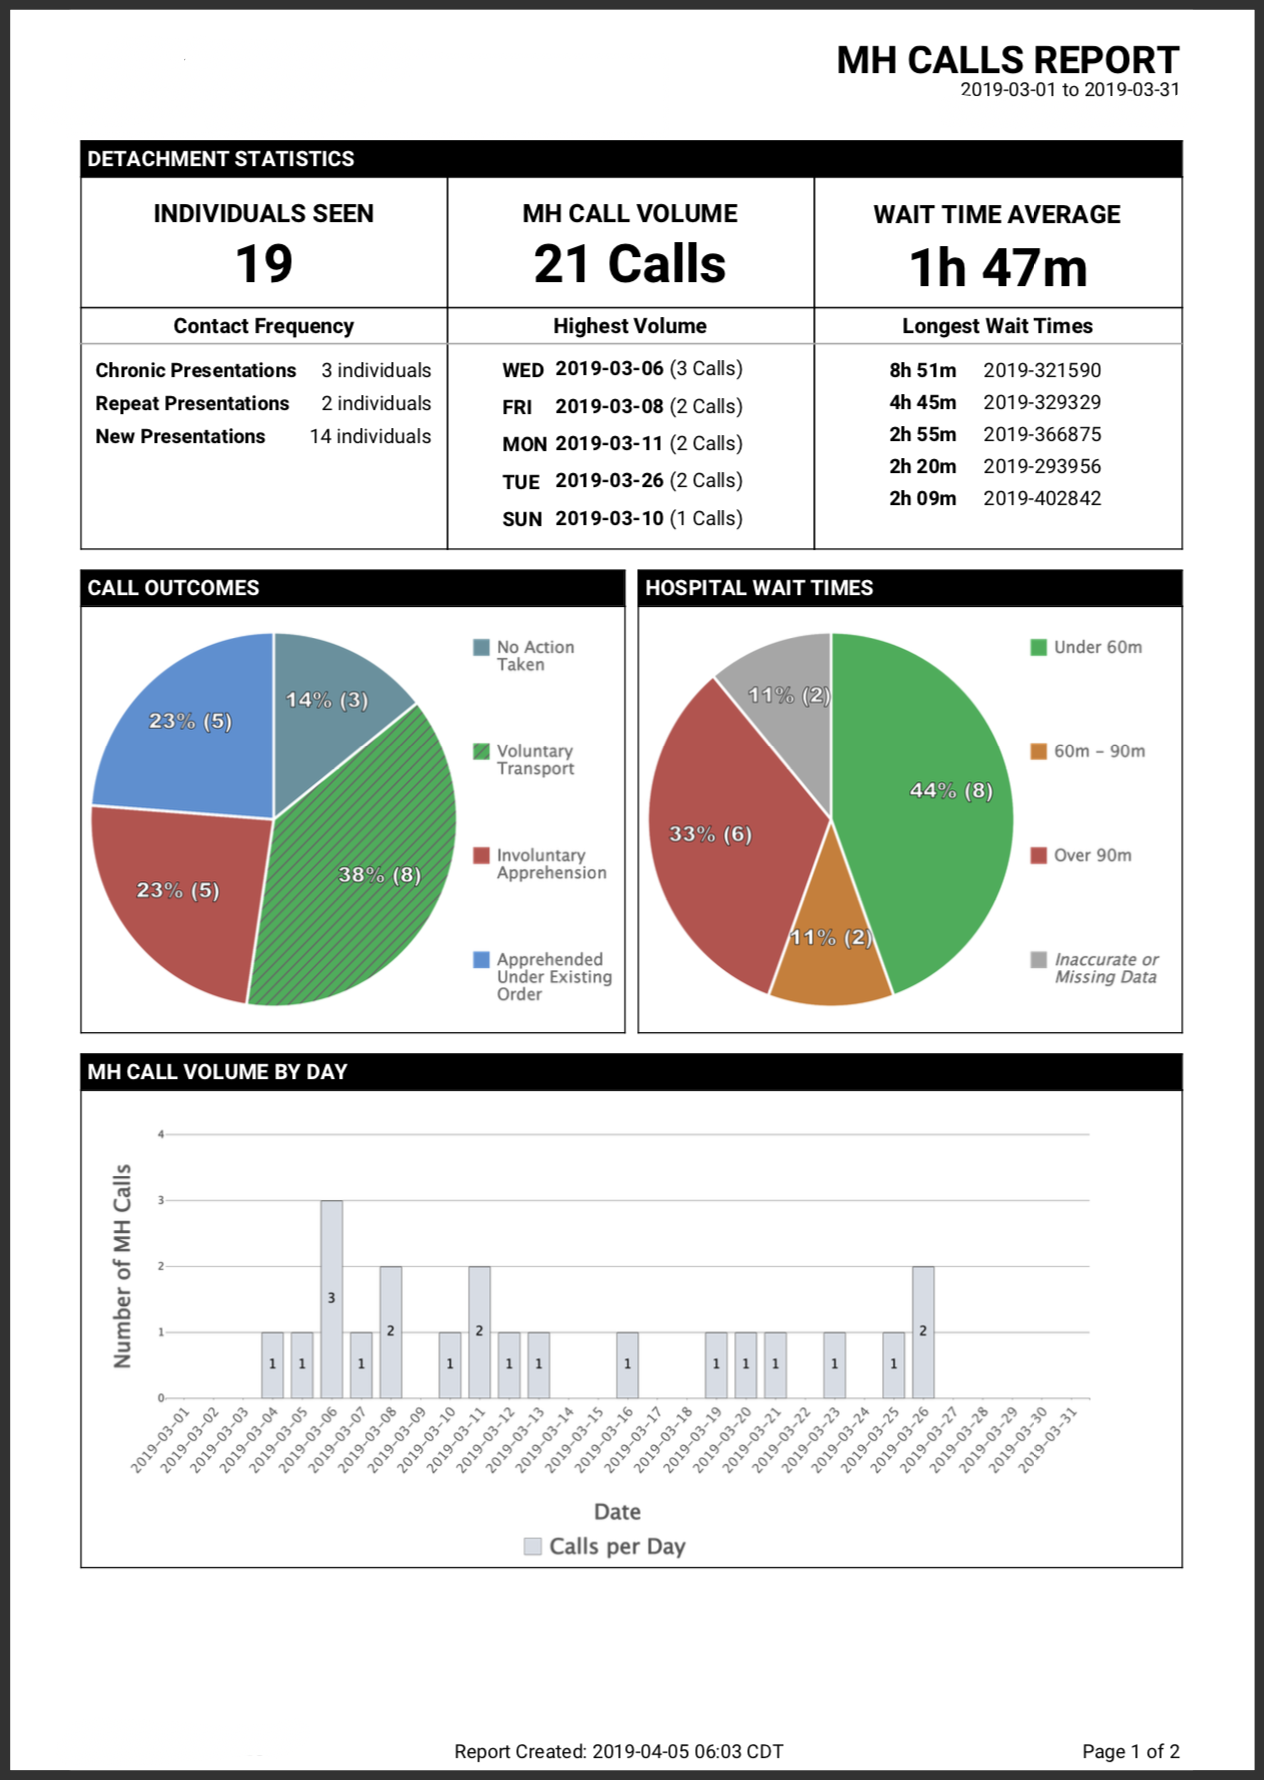 MH CALLS REPORT
2019-03-01 to 2019-03-31
DETACHMENT STATISTICS
INDIVIDUALS SEEN
19
MH CALL VOLUME
21 Calls
WAIT TIME AVERAGE
1h 47m
Contact Frequency
Chronic Presentations 3 individuals
Repeat Presentations 2 individuals
New Presentations 14 individuals
Highest Volume
WED 2019-03-06 (3 Calls)
FRI 2019-03-08 (2 Calls)
MON 2019-03-11 (2 Calls)
TUE 2019-03-26 (2 Calls)
SUN 2019-03-10 (1 Calls)
Longest Wait Times
8h 51m 2019-321590
4h 45m 2019-329329
2h 55m 2019-366875
2h 20m 2019-293956
2h 09m 2019-402842
CALL OUTCOMES
14% (3)
38% (8)
23% (5)
23% (5)
No Action
Taken
Voluntary
Transport
Involuntary
Apprehension
Apprehended
Under Existing
Order
HOSPITAL WAIT TIMES
44% (8)
11% (2)
33% (6)
11% (2)
Under 60m
60m – 90m
Over 90m
Inaccurate or
Missing Data
MH CALL VOLUME BY DAY
Number of MH Calls
4
3
2
1
0
1
1
3
1
2
1
2
1
1
1
1
1
1
1
1
2
2019-03-01
2019-03-02
2019-03-03
2019-03-04
2019-03-05
2019-03-06
2019-03-07
2019-03-08
2019-03-09
2019-03-10
2019-03-11
2019-03-12
2019-03-13
2019-03-14
2019-03-15
2019-03-16
2019-03-17
2019-03-18
2019-03-19
2019-03-20
2019-03-21
2019-03-22
2019-03-23
2019-03-24
2019-03-25
2019-03-26
2019-03-27
2019-03-28
2019-03-29
2019-03-30
2019-03-31
Date
Calls per Day
Report Created: 2019-04-05 06:03 CDT
Page 1 of 2